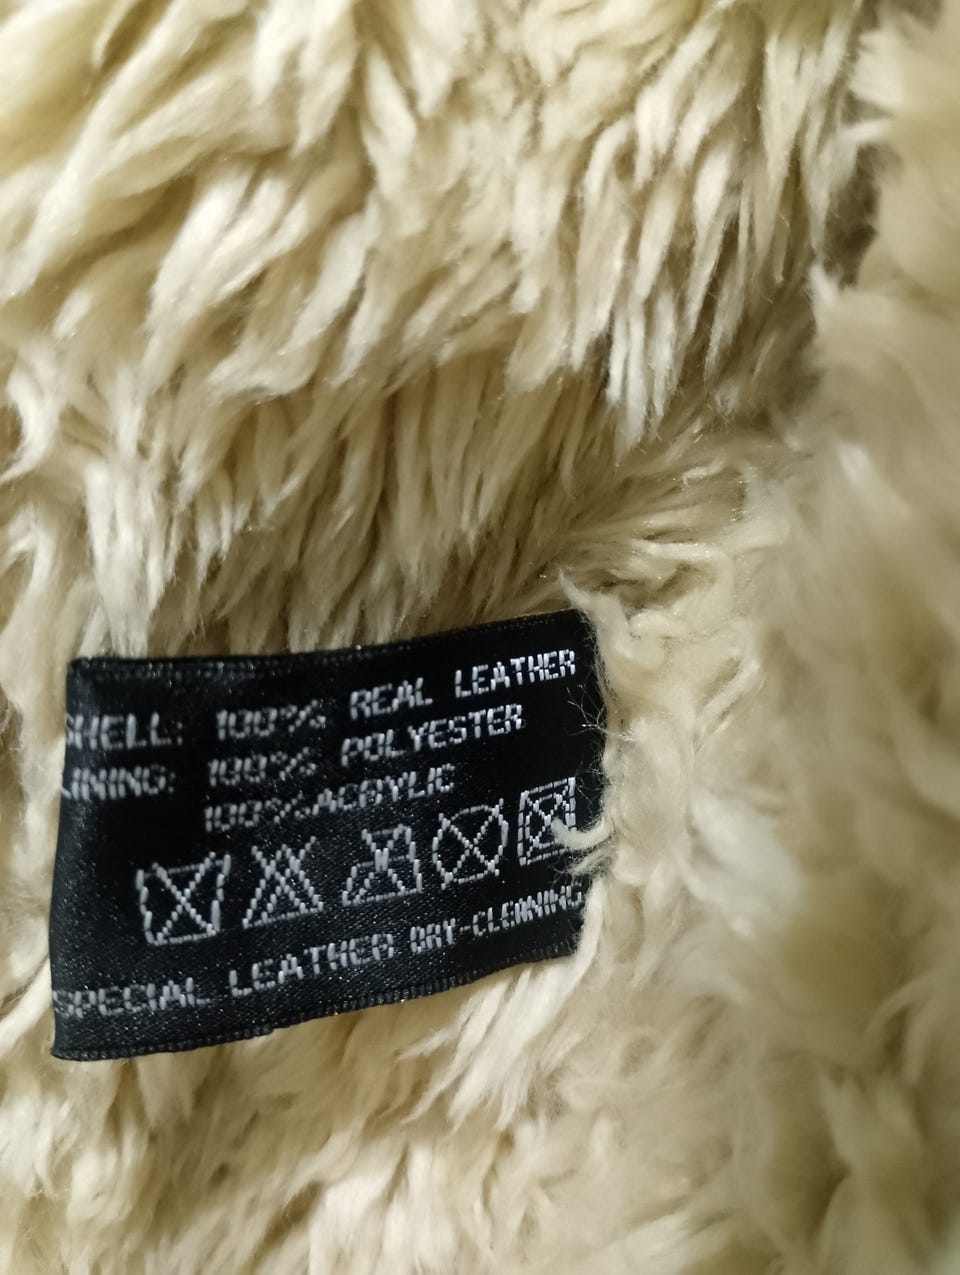 SHELL: 100% REAL LEATHER
LINING: 100% POLYESTER
100% ACRYLIC
SPECIAL LEATHER DRY-CLEANING